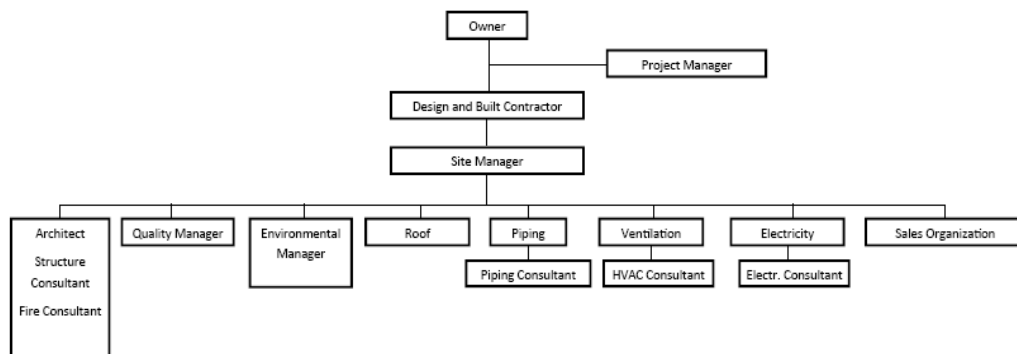 Owner
Project Manager
Design and Built Contractor
Site Manager
Architect
Structure
Consultant
Fire Consultant
Quality Manager
Environmental
Manager
Roof
Piping
Ventilation
Electricity
Sales Organization
Piping Consultant
HVAC Consultant
Electr. Consultant